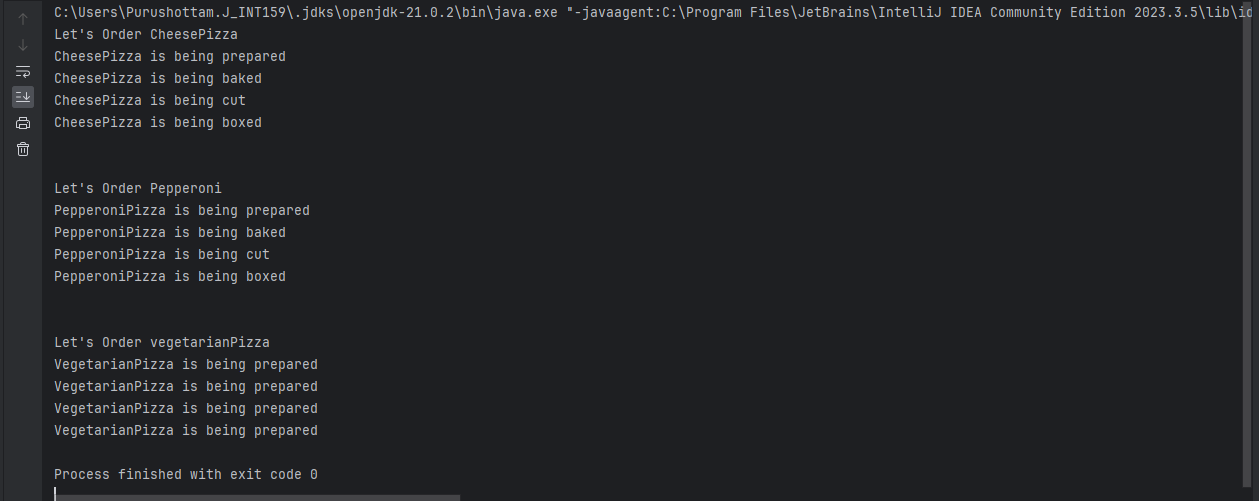 C:\Users\Purushottam.J_INT159\.jdks\openjdk-21.0.2\bin\java.exe "-javaagent:C:\Program Files\JetBrains\IntelliJ IDEA Community Edition 2023.3.5\lib\id
Let's Order CheesePizza
CheesePizza is being prepared
CheesePizza is being baked
CheesePizza is being cut
CheesePizza is being boxed
Let's Order Pepperoni
PepperoniPizza is being prepared
PepperoniPizza is being baked
PepperoniPizza is being cut
PepperoniPizza is being boxed
Let's Order vegetarianPizza
VegetarianPizza is being prepared
VegetarianPizza is being prepared
VegetarianPizza is being prepared
VegetarianPizza is being prepared
Process finished with exit code 0